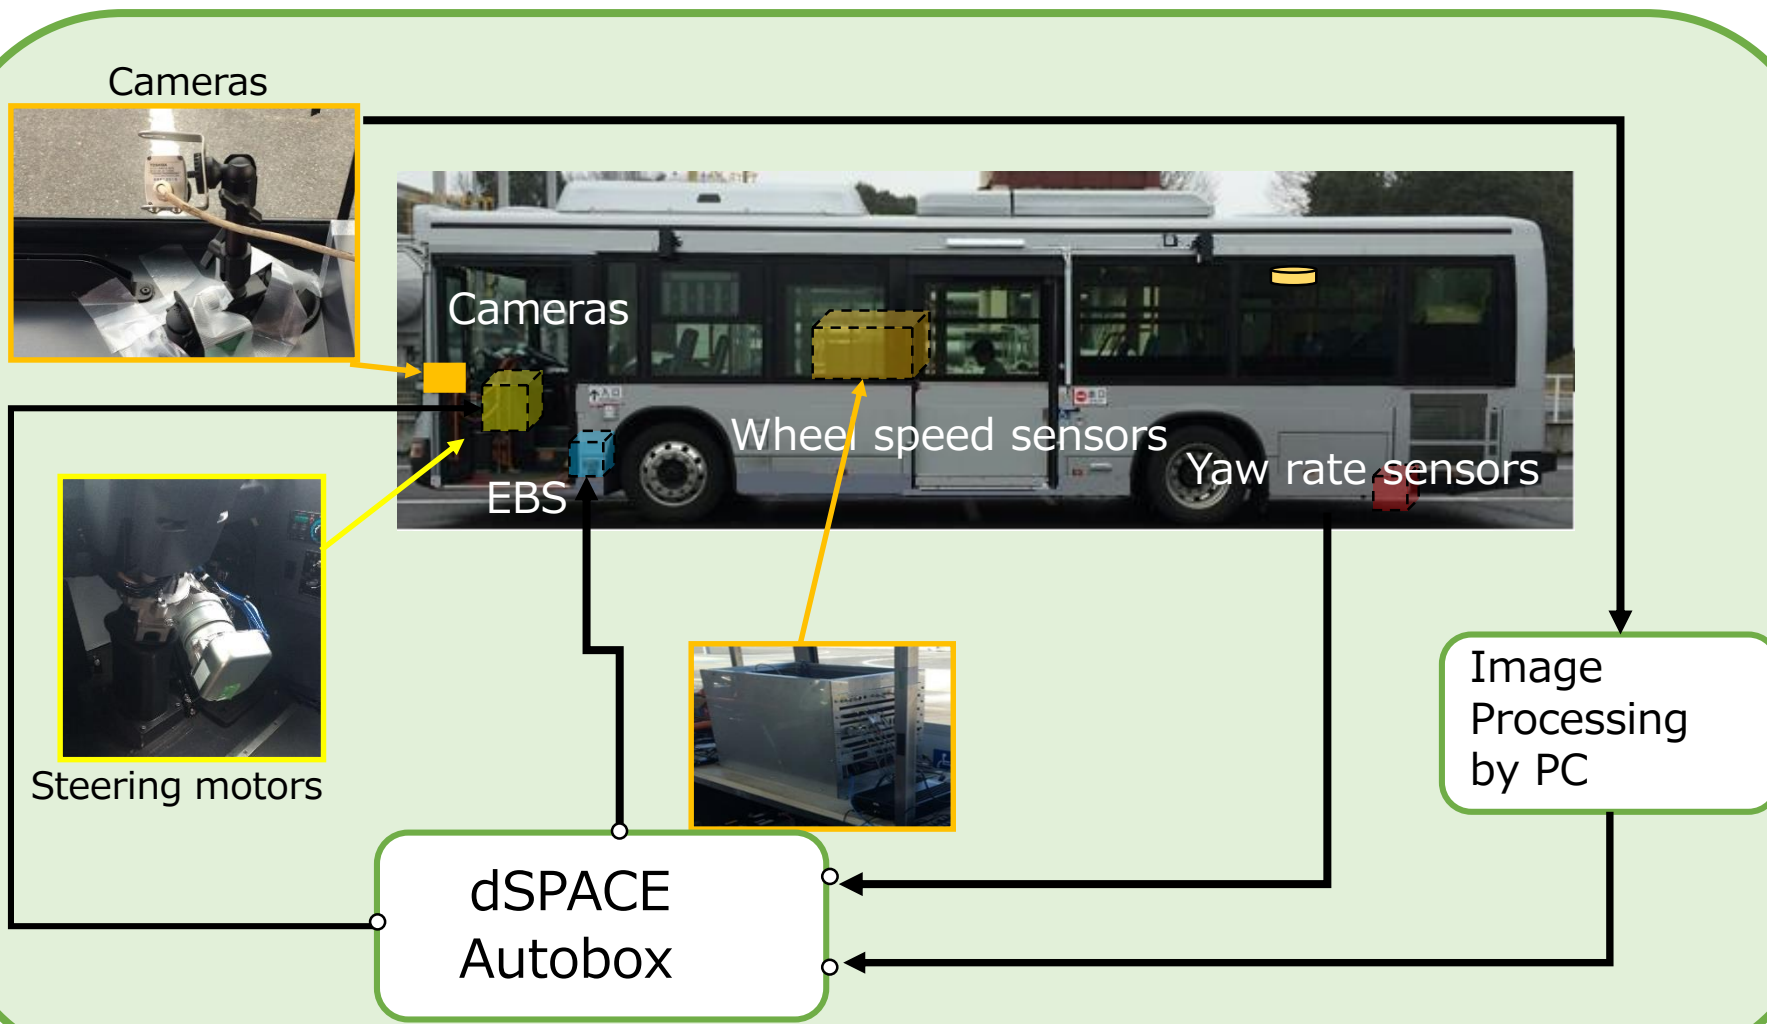 Cameras
Cameras
Wheel speed sensors
Yaw rate sensors
EBS
Steering motors
Image
Processing
by PC
dSPACE
Autobox